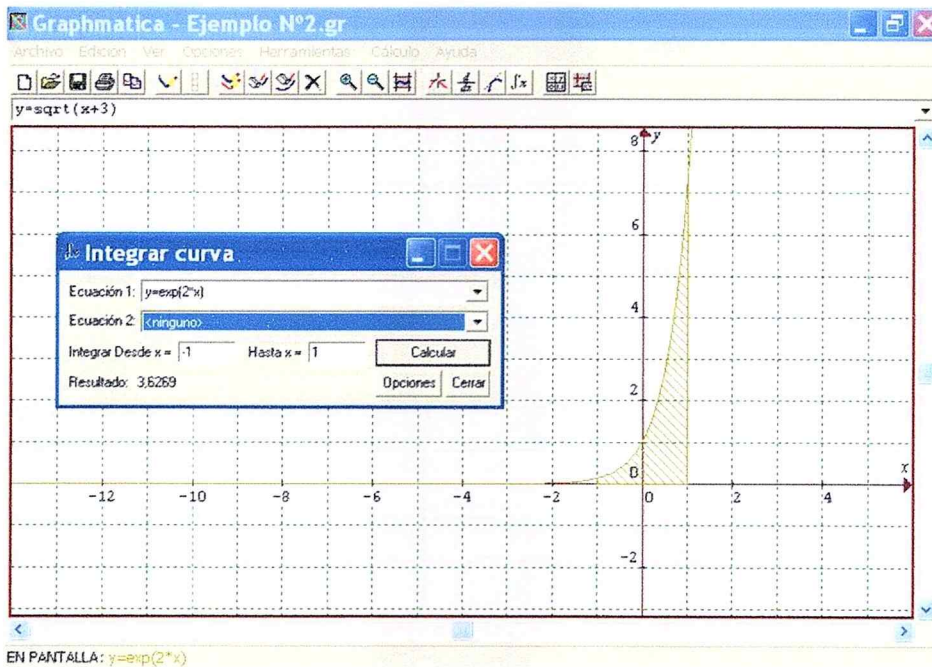 Graphmatica - Ejemplo Nº2.gr
Archivo Edicion Ver Opciones Herramientas Cálculo Ayuda
y=sqrt(x+3)
8 y
6
4
2
0
-12 -10 -8 -6 -4 -2 0 2 4 x
-2
Integrar curva
Ecuación 1: y=exp(2*x)
Ecuación 2: <ninguno>
Integrar Desde x = -1 Hasta x = 1 Calcular
Resultado: 3,6269 Opciones Cerrar
EN PANTALLA: y=exp(2*x)